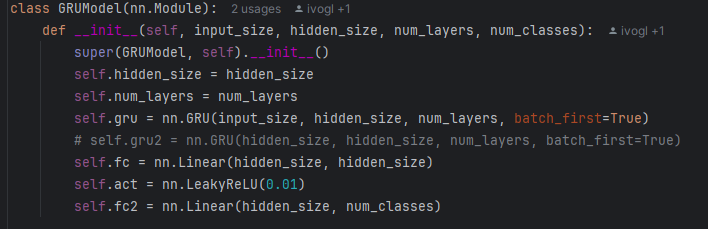 class GRUModel(nn.Module): 2 usages ivogl +1
def __init__(self, input_size, hidden_size, num_layers, num_classes): ivogl +1
super(GRUModel, self).__init__()
self.hidden_size = hidden_size
self.num_layers = num_layers
self.gru = nn.GRU(input_size, hidden_size, num_layers, batch_first=True)
# self.gru2 = nn.GRU(hidden_size, hidden_size, num_layers, batch_first=True)
self.fc = nn.Linear(hidden_size, hidden_size)
self.act = nn.LeakyReLU(0.01)
self.fc2 = nn.Linear(hidden_size, num_classes)